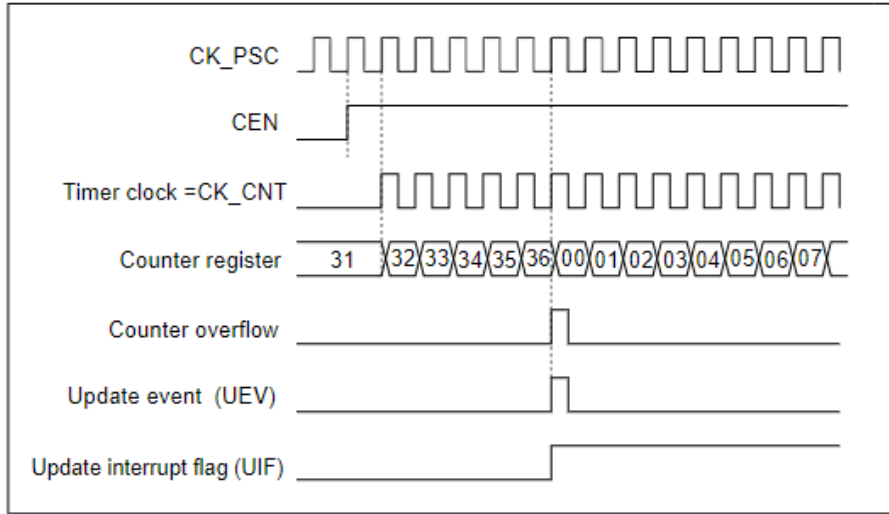 CK_PSC
CEN
Timer clock =CK_CNT
Counter register 31 32 33 34 35 36 00 01 02 03 04 05 06 07
Counter overflow
Update event (UEV)
Update interrupt flag (UIF)